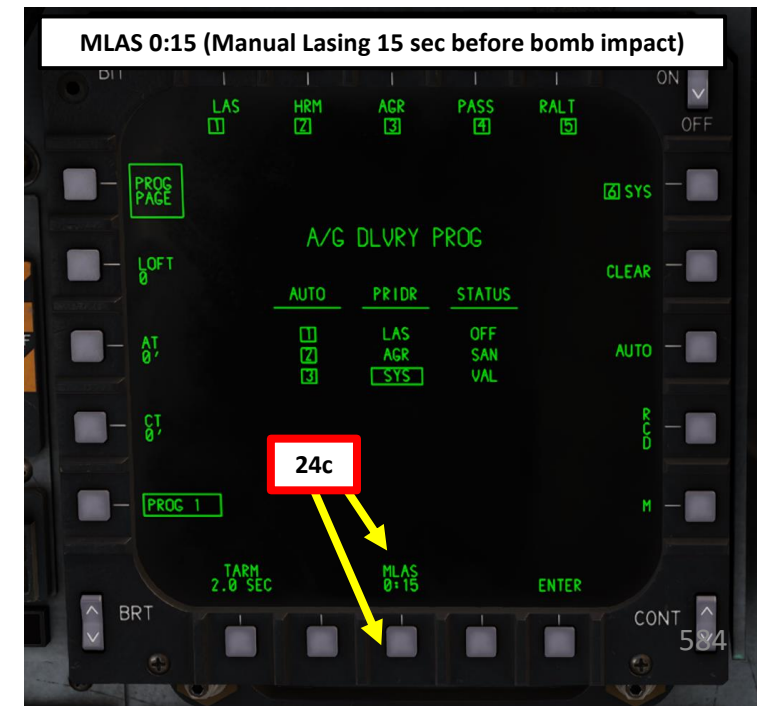 MLAS 0:15 (Manual Lasing 15 sec before bomb impact)
BIT ON
LAS HRM AGR PASS RALT
1 2 3 4 5 OFF
PROG
PAGE
6 SYS
A/G DLVRY PROG
LOFT
0
CLEAR
AUTO PRIOR STATUS
1 LAS OFF
2 AGR SAN
3 SYS VAL
AT
0'
AUTO
CT
0'
R
C
D
24c
PROG 1
M
TARM
2.0 SEC
MLAS
0:15
ENTER
BRT CONT
584